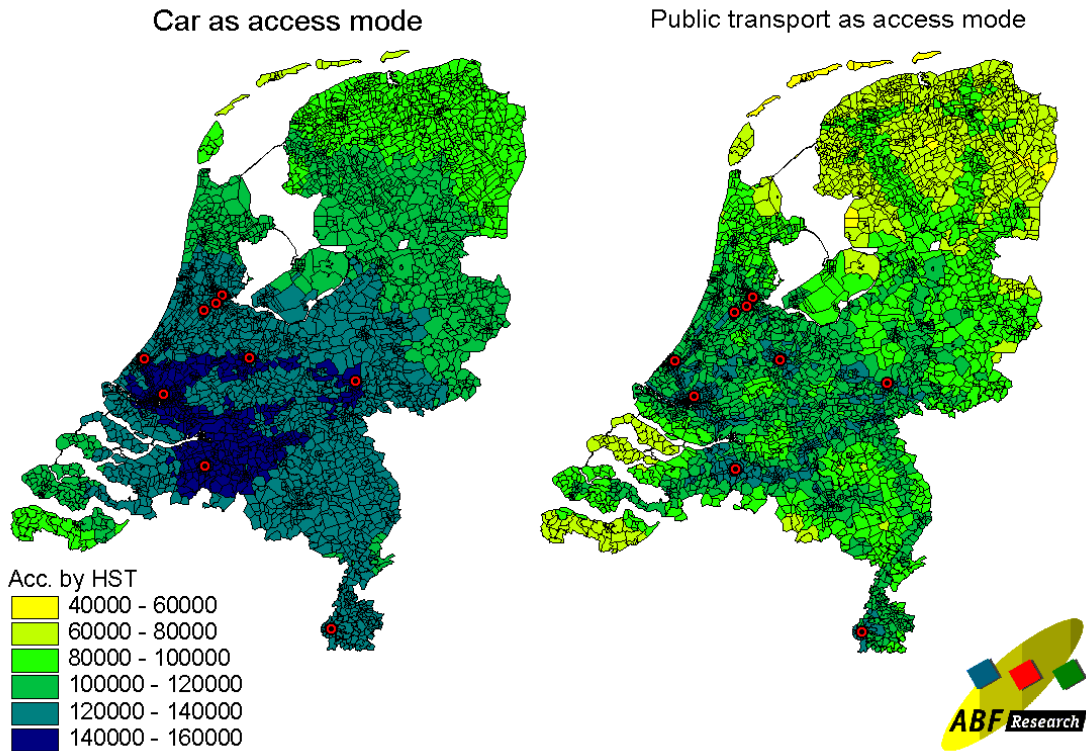 Car as access mode
Public transport as access mode
Acc. by HST
40000 - 60000
60000 - 80000
80000 - 100000
100000 - 120000
120000 - 140000
140000 - 160000
ABF Research